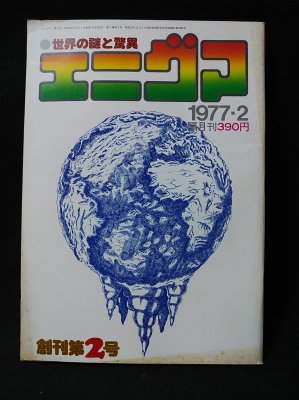 世界の謎と驚異
エニグマ
1977・2
隔月刊390円
創刊第2号